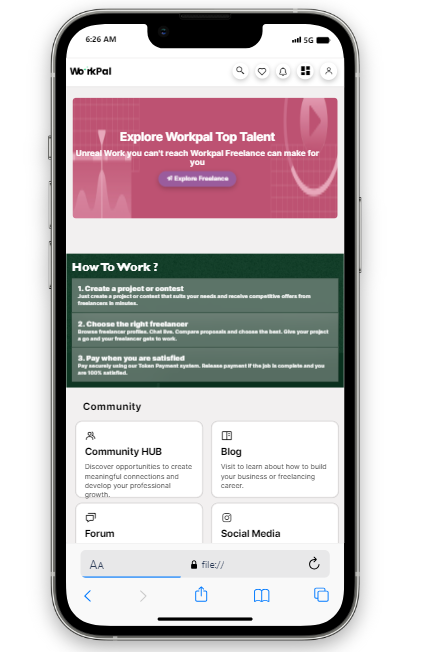 6:26 AM
5G
WorkPal
Explore Workpal Top Talent
Unreal Work you can't reach Workpal Freelance can make for
you
Explore Freelance
How To Work ?
1. Create a project or contest
Just create a project or contest that suits your needs and receive competitive offers from
freelancers in minutes.
2. Choose the right freelancer
Browse freelancer profiles. Chat live. Compare proposals and choose the best. Give your project
a go and your freelancer gets to work.
3. Pay when you are satisfied
Pay securely using our Token Payment system. Release payment if the job is complete and you
are 100% satisfied.
Community
Community HUB
Discover opportunities to create
meaningful connections and
develop your professional
growth.
Blog
Visit to learn about how to build
your business or freelancing
career.
Forum
Social Media
AA
file://